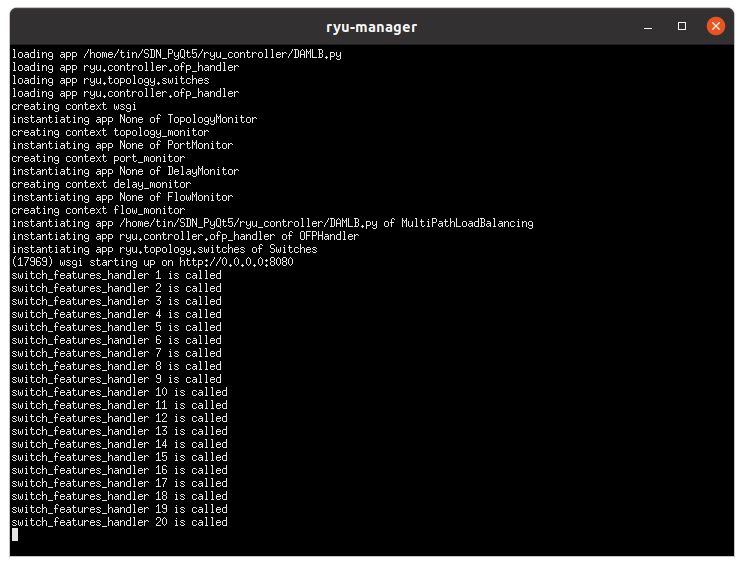 ryu-manager
loading app /home/tin/SDN_PyQt5/ryu_controller/DAMLB.py
loading app ryu.controller.ofp_handler
loading app ryu.topology.switches
loading app ryu.controller.ofp_handler
creating context wsgi
instantiating app None of TopologyMonitor
creating context topology_monitor
instantiating app None of PortMonitor
creating context port_monitor
instantiating app None of DelayMonitor
creating context delay_monitor
instantiating app None of FlowMonitor
creating context flow_monitor
instantiating app /home/tin/SDN_PyQt5/ryu_controller/DAMLB.py of MultiPathLoadBalancing
instantiating app ryu.controller.ofp_handler of OFPHandler
instantiating app ryu.topology.switches of Switches
(17969) wsgi starting up on http://0.0.0.0:8080
switch_features_handler 1 is called
switch_features_handler 2 is called
switch_features_handler 3 is called
switch_features_handler 4 is called
switch_features_handler 5 is called
switch_features_handler 6 is called
switch_features_handler 7 is called
switch_features_handler 8 is called
switch_features_handler 9 is called
switch_features_handler 10 is called
switch_features_handler 11 is called
switch_features_handler 12 is called
switch_features_handler 13 is called
switch_features_handler 14 is called
switch_features_handler 15 is called
switch_features_handler 16 is called
switch_features_handler 17 is called
switch_features_handler 18 is called
switch_features_handler 19 is called
switch_features_handler 20 is called